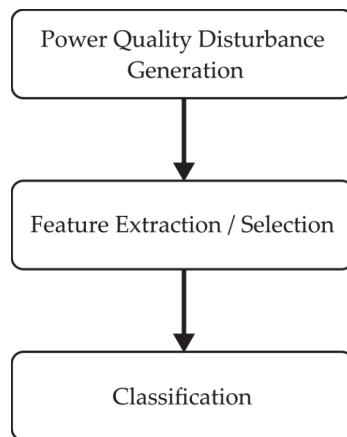 Power Quality Disturbance
Generation
Feature Extraction / Selection
Classification